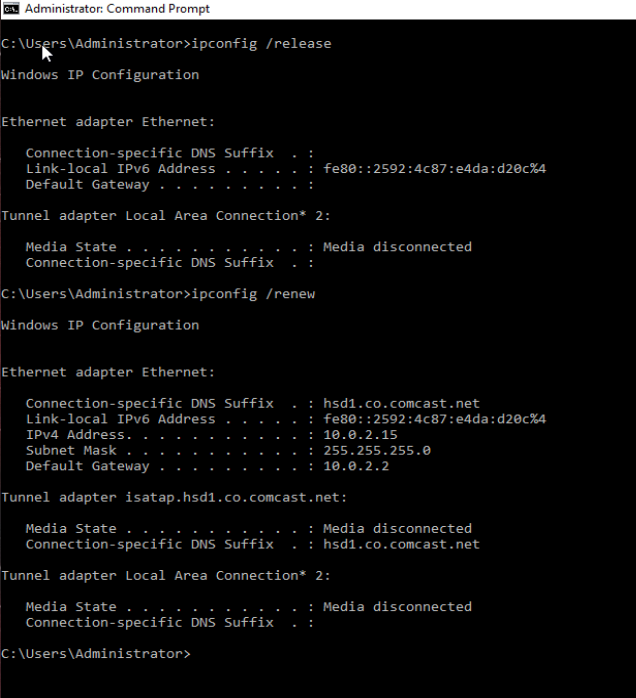 Administrator: Command Prompt
C:\Users\Administrator>ipconfig /release
Windows IP Configuration
Ethernet adapter Ethernet:
   Connection-specific DNS Suffix  . :
   Link-local IPv6 Address . . . . . : fe80::2592:4c87:e4da:d20c%4
   Default Gateway . . . . . . . . . :
Tunnel adapter Local Area Connection* 2:
   Media State . . . . . . . . . . . : Media disconnected
   Connection-specific DNS Suffix  . :
C:\Users\Administrator>ipconfig /renew
Windows IP Configuration
Ethernet adapter Ethernet:
   Connection-specific DNS Suffix  . : hsd1.co.comcast.net
   Link-local IPv6 Address . . . . . : fe80::2592:4c87:e4da:d20c%4
   IPv4 Address. . . . . . . . . . . : 10.0.2.15
   Subnet Mask . . . . . . . . . . . : 255.255.255.0
   Default Gateway . . . . . . . . . : 10.0.2.2
Tunnel adapter isatap.hsd1.co.comcast.net:
   Media State . . . . . . . . . . . : Media disconnected
   Connection-specific DNS Suffix  . : hsd1.co.comcast.net
Tunnel adapter Local Area Connection* 2:
   Media State . . . . . . . . . . . : Media disconnected
   Connection-specific DNS Suffix  . :
C:\Users\Administrator>